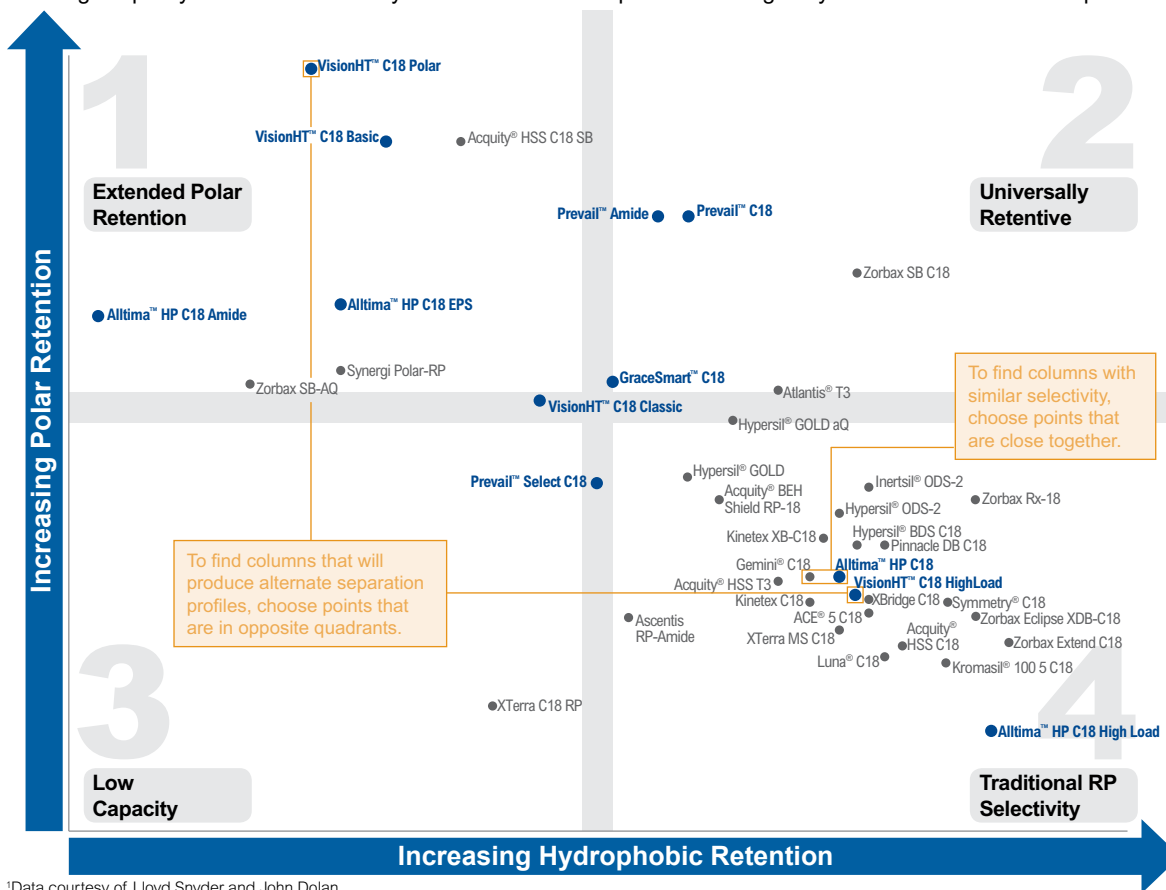 Increasing Polar Retention
1
2
VisionHT™ C18 Polar
VisionHT™ C18 Basic
Acquity® HSS C18 SB
Extended Polar
Retention
Universally
Retentive
Prevail™ Amide
Prevail™ C18
Zorbax SB C18
Alltima™ HP C18 Amide
Alltima™ HP C18 EPS
Synergi Polar-RP
Zorbax SB-AQ
GraceSmart™ C18
Atlantis® T3
VisionHT™ C18 Classic
Hypersil® GOLD aQ
To find columns with
similar selectivity,
choose points that
are close together.
Hypersil® GOLD
Prevail™ Select C18
Acquity® BEH
Shield RP-18
Inertsil® ODS-2
Zorbax Rx-18
Hypersil® ODS-2
Kinetex XB-C18
Hypersil® BDS C18
Pinnacle DB C18
To find columns that will
produce alternate separation
profiles, choose points that
are in opposite quadrants.
Gemini® C18
Alltima™ HP C18
Acquity® HSS T3
VisionHT™ C18 HighLoad
Kinetex C18
XBridge C18
Symmetry® C18
ACE® 5 C18
Zorbax Eclipse XDB-C18
Ascentis
RP-Amide
XTerra MS C18
Acquity®
HSS C18
Zorbax Extend C18
Luna® C18
Kromasil® 100 5 C18
XTerra C18 RP
3
4
Alltima™ HP C18 High Load
Low
Capacity
Traditional RP
Selectivity
Increasing Hydrophobic Retention
¹Data courtesy of Lloyd Snyder and John Dolan